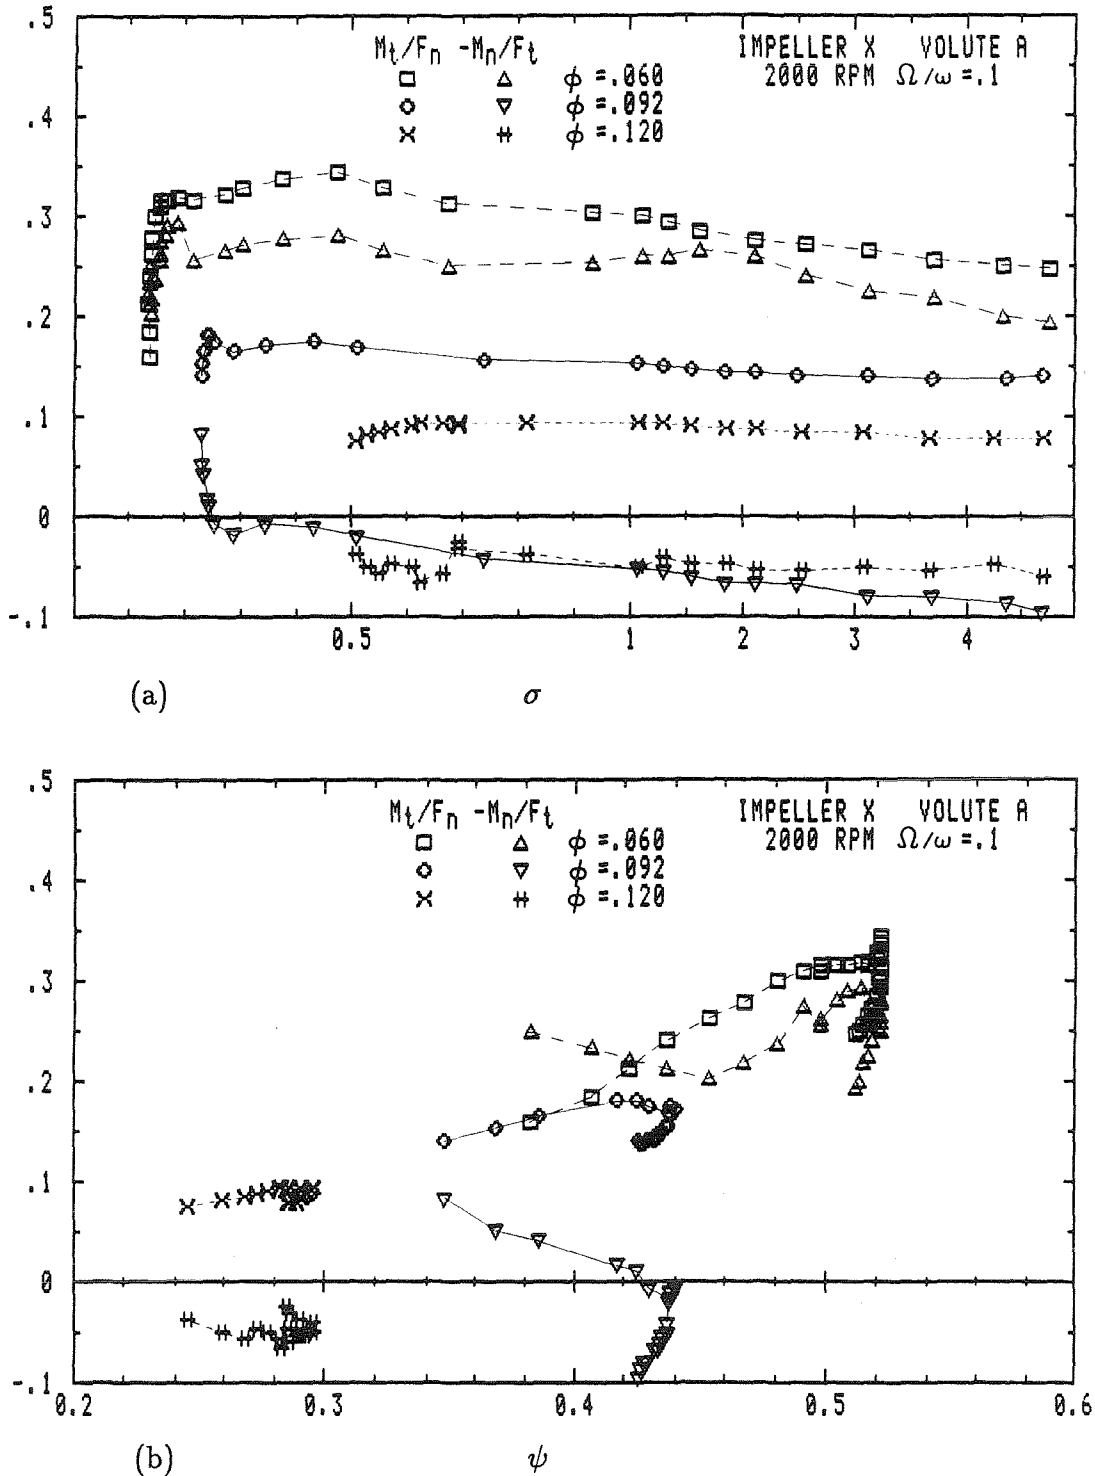 .5
.4
.3
.2
.1
0
-.1
Mt/Fn -Mn/Ft
ϕ =.060
ϕ =.092
ϕ =.120
IMPELLER X VOLUTE A
2000 RPM Ω/ω =.1
0.5 1 2 3 4
(a) σ
.5
.4
.3
.2
.1
0
-.1
Mt/Fn -Mn/Ft
ϕ =.060
ϕ =.092
ϕ =.120
IMPELLER X VOLUTE A
2000 RPM Ω/ω =.1
0.2 0.3 0.4 0.5 0.6
(b) ψ